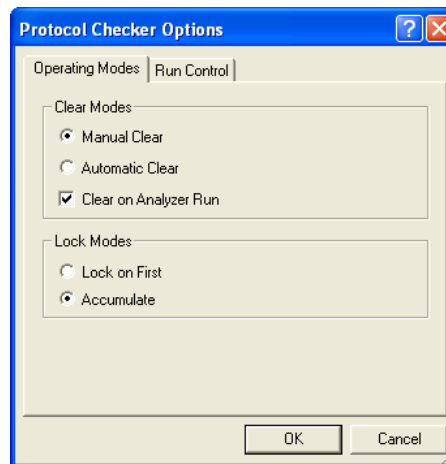 Protocol Checker Options
Operating Modes
Run Control
Clear Modes
Manual Clear
Automatic Clear
Clear on Analyzer Run
Lock Modes
Lock on First
Accumulate
OK
Cancel